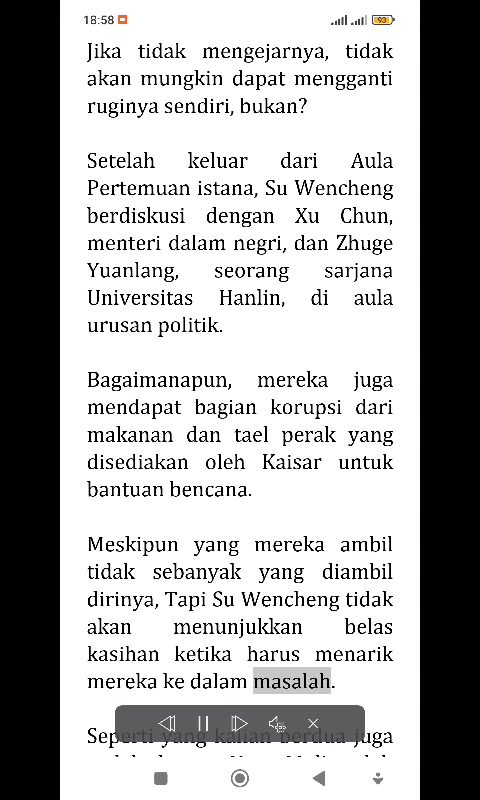 18:58
93
Jika tidak mengejarnya, tidak
akan mungkin dapat mengganti
ruginya sendiri, bukan?
Setelah keluar dari Aula
Pertemuan istana, Su Wencheng
berdiskusi dengan Xu Chun,
menteri dalam negri, dan Zhuge
Yuanlang, seorang sarjana
Universitas Hanlin, di aula
urusan politik.
Bagaimanapun, mereka juga
mendapat bagian korupsi dari
makanan dan tael perak yang
disediakan oleh Kaisar untuk
bantuan bencana.
Meskipun yang mereka ambil
tidak sebanyak yang diambil
dirinya, Tapi Su Wencheng tidak
akan menunjukkan belas
kasihan ketika harus menarik
mereka ke dalam masalah.
Seperti yang kalian berdua juga